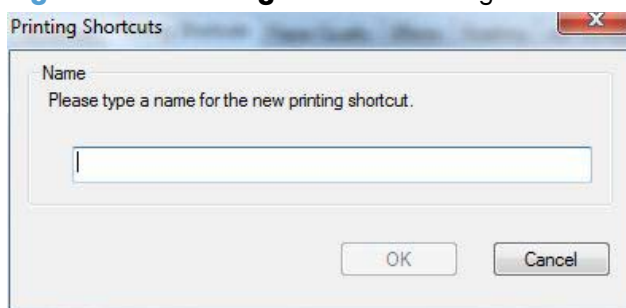 Printing Shortcuts
Name
Please type a name for the new printing shortcut.
OK
Cancel